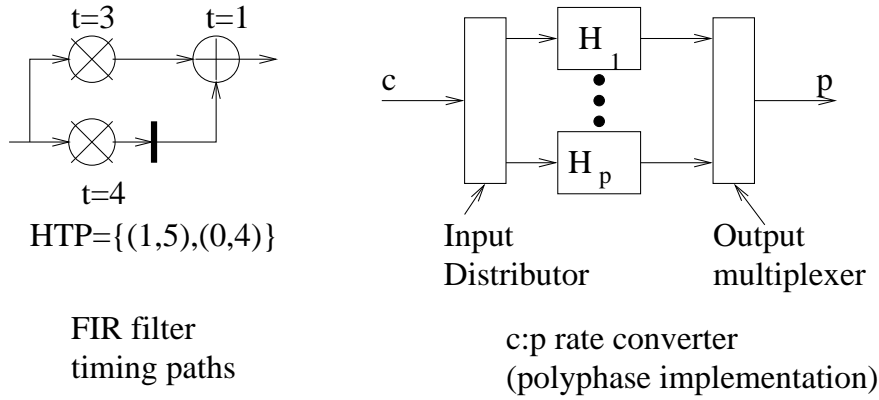 t=3
t=1
t=4
HTP={(1,5),(0,4)}
FIR filter
timing paths
c
H 1
H p
p
Input
Distributor
Output
multiplexer
c:p rate converter
(polyphase implementation)